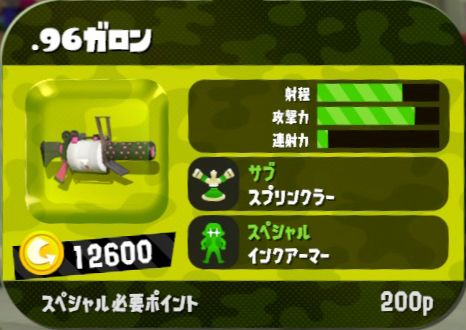 .96ガロン
射程
攻撃力
連射力
サブ
スプリンクラー
スペシャル
インクアーマー
12600
スペシャル必要ポイント 200p